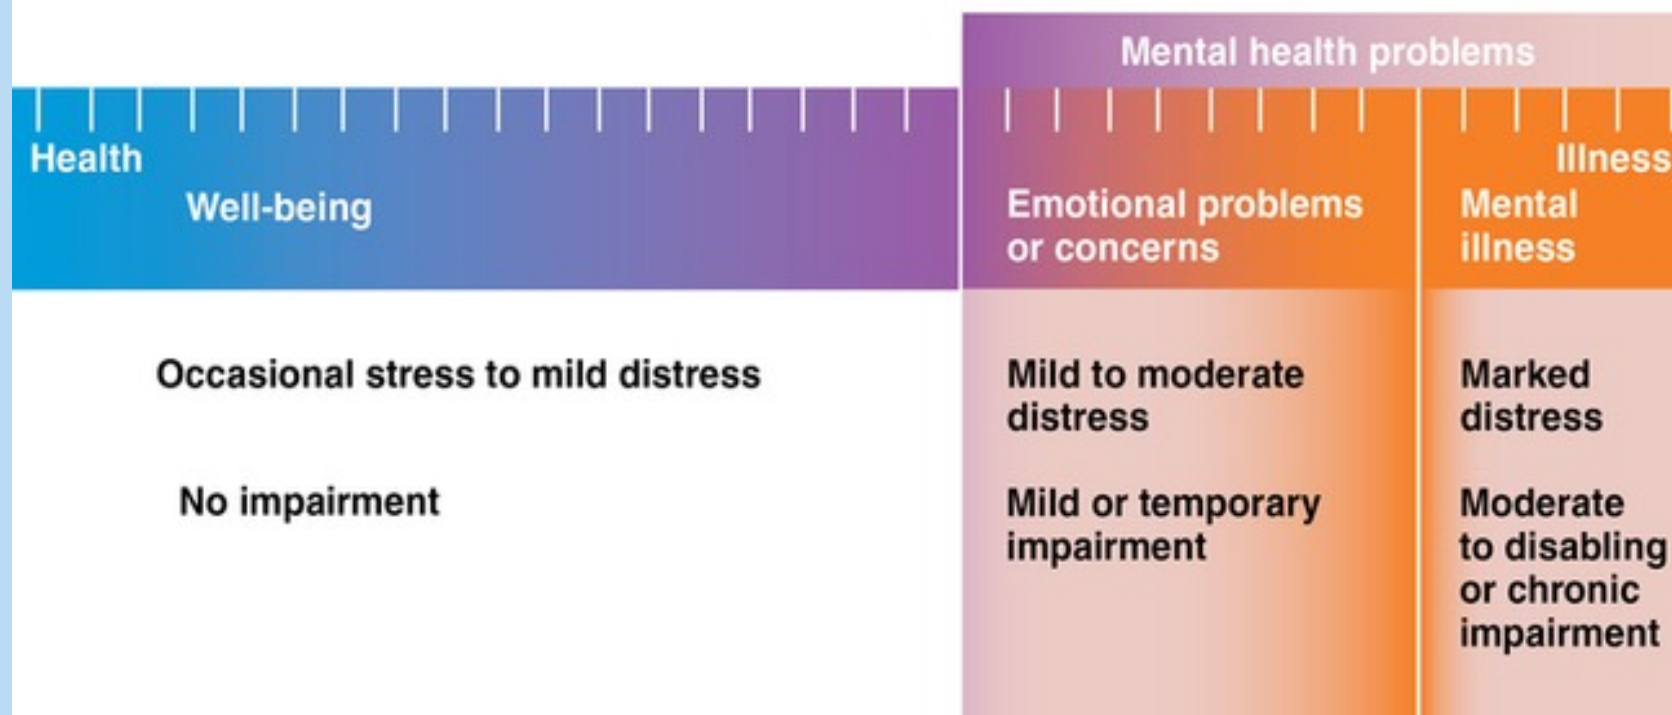 Mental health problems
Health
Illness
Well-being
Emotional problems
or concerns
Mental
illness
Occasional stress to mild distress
Mild to moderate
distress
Marked
distress
No impairment
Mild or temporary
impairment
Moderate
to disabling
or chronic
impairment